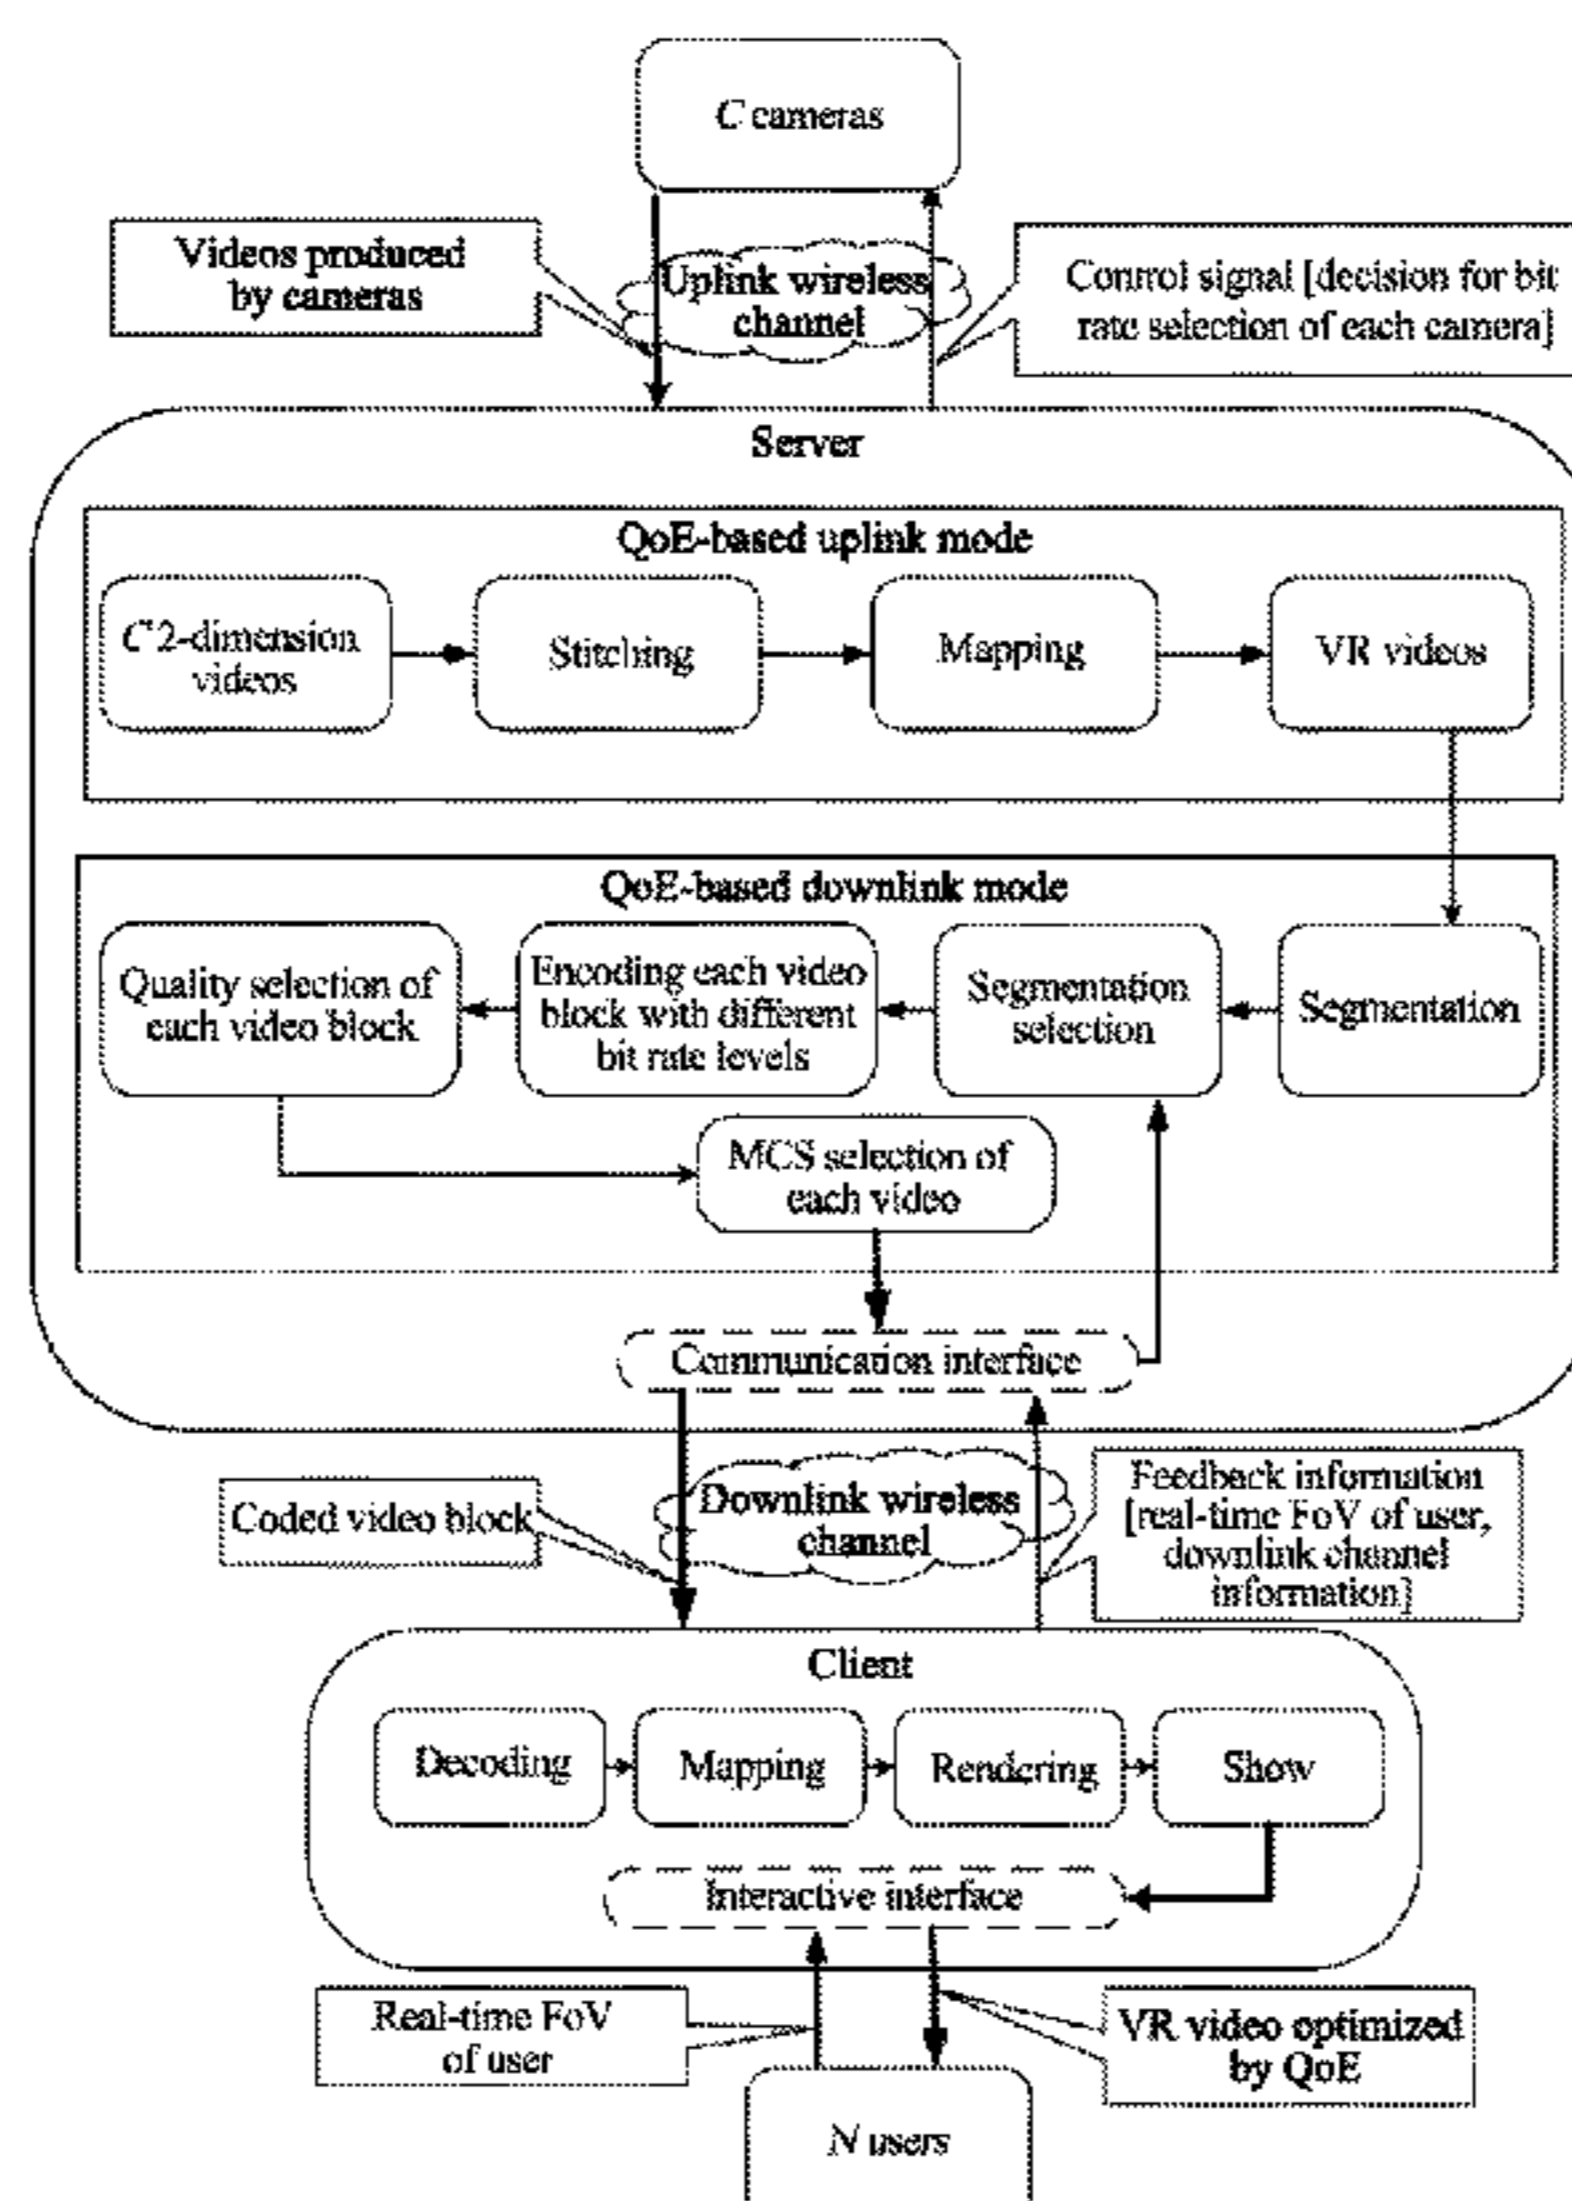 C cameras
Videos produced
by cameras
Uplink wireless
channel
Control signal [decision for bit
rate selection of each camera]
Server
QoE-based uplink mode
C 2-dimension
videos
Stitching
Mapping
VR videos
QoE-based downlink mode
Quality selection of
each video block
Encoding each video
block with different
bit rate levels
Segmentation
selection
Segmentation
MCS selection of
each video
Communication interface
Coded video block
Downlink wireless
channel
Feedback information
[real-time FoV of user,
downlink channel
information]
Client
Decoding
Mapping
Rendering
Show
Interactive interface
Real-time FoV
of user
VR video optimized
by QoE
N users